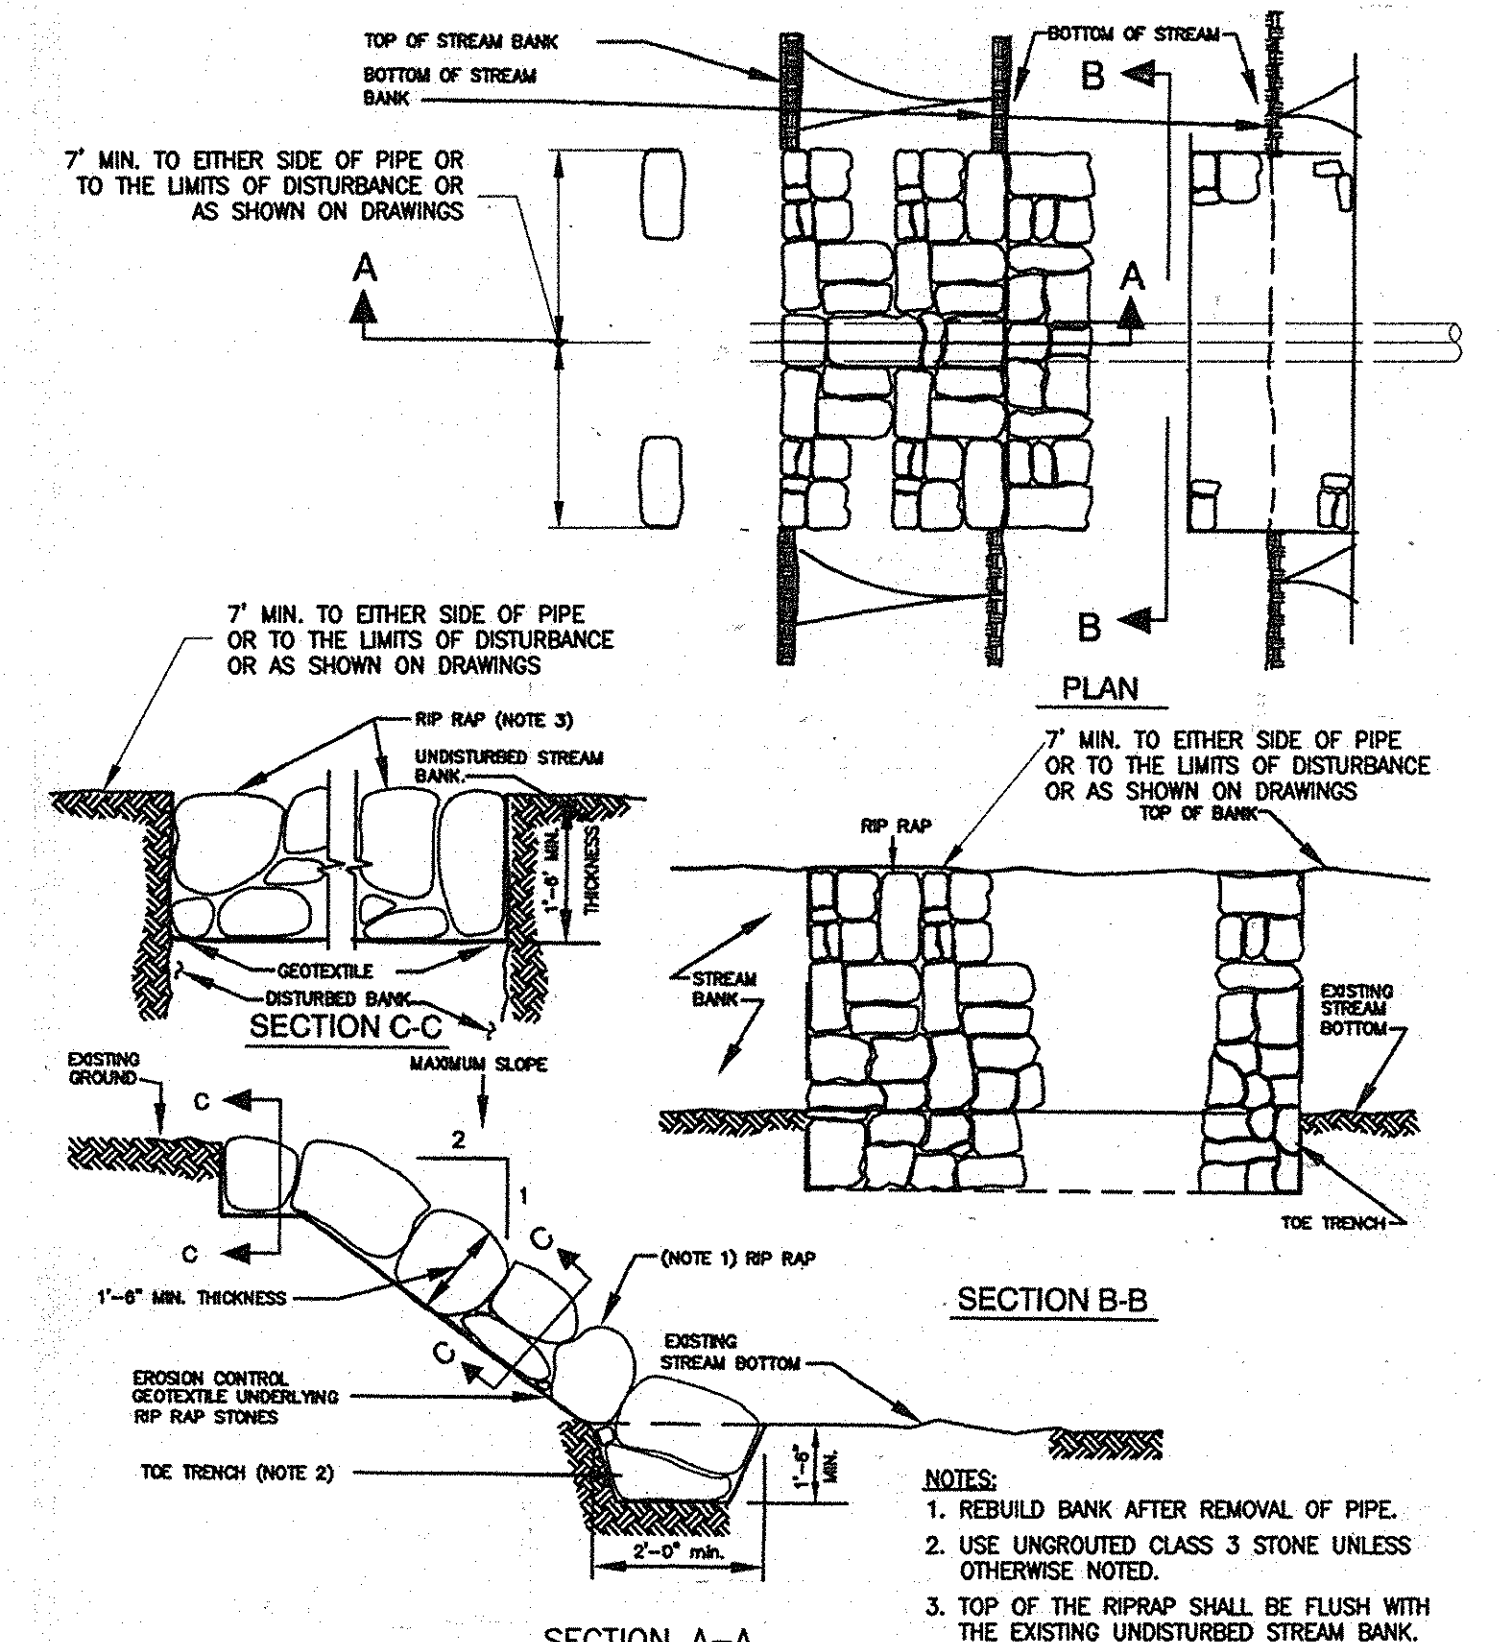 TOP OF STREAM BANK
BOTTOM OF STREAM
BANK
BOTTOM OF STREAM
B
7' MIN. TO EITHER SIDE OF PIPE OR
TO THE LIMITS OF DISTURBANCE OR
AS SHOWN ON DRAWINGS
A
A
B
PLAN
7' MIN. TO EITHER SIDE OF PIPE
OR TO THE LIMITS OF DISTURBANCE
OR AS SHOWN ON DRAWINGS
RIP RAP (NOTE 3)
UNDISTURBED STREAM
BANK.
1'-6' MIN.
THICKNESS
GEOTEXTILE
DISTURBED BANK
SECTION C-C
7' MIN. TO EITHER SIDE OF PIPE
OR TO THE LIMITS OF DISTURBANCE
OR AS SHOWN ON DRAWINGS
TOP OF BANK
RIP RAP
STREAM
BANK
EXISTING
STREAM
BOTTOM
TOE TRENCH
SECTION B-B
EXISTING
GROUND
MAXIMUM SLOPE
C
2
1
C
C
1'-6" MIN. THICKNESS
(NOTE 1) RIP RAP
C
EXISTING
STREAM BOTTOM
EROSION CONTROL
GEOTEXTILE UNDERLYING
RIP RAP STONES
TOE TRENCH (NOTE 2)
1'-6"
MIN.
2'-0" min.
SECTION A-A
NOTES:
1. REBUILD BANK AFTER REMOVAL OF PIPE.
2. USE UNGROUTED CLASS 3 STONE UNLESS
OTHERWISE NOTED.
3. TOP OF THE RIPRAP SHALL BE FLUSH WITH
THE EXISTING UNDISTURBED STREAM BANK.